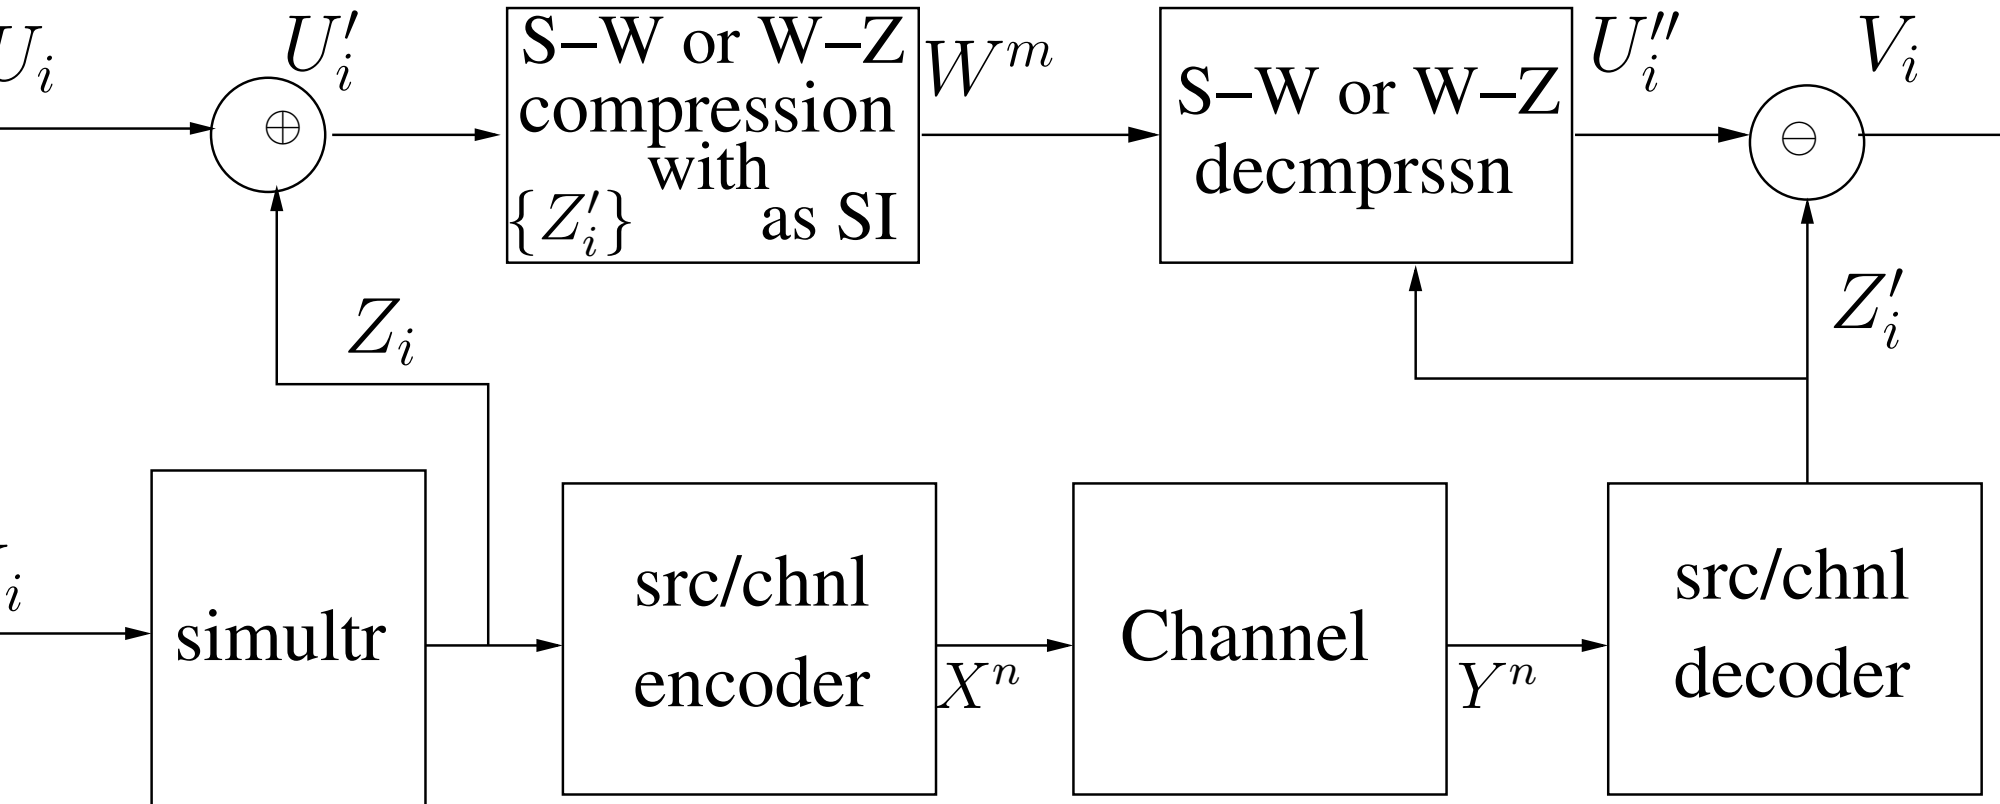 U_i
U'_i
⊕
S–W or W–Z
compression
with
{Z'_i} as SI
W^m
S–W or W–Z
decmprssn
U''_i
⊖
V_i
Z_i
Z'_i
simultr
src/chnl
encoder
X^n
Channel
Y^n
src/chnl
decoder